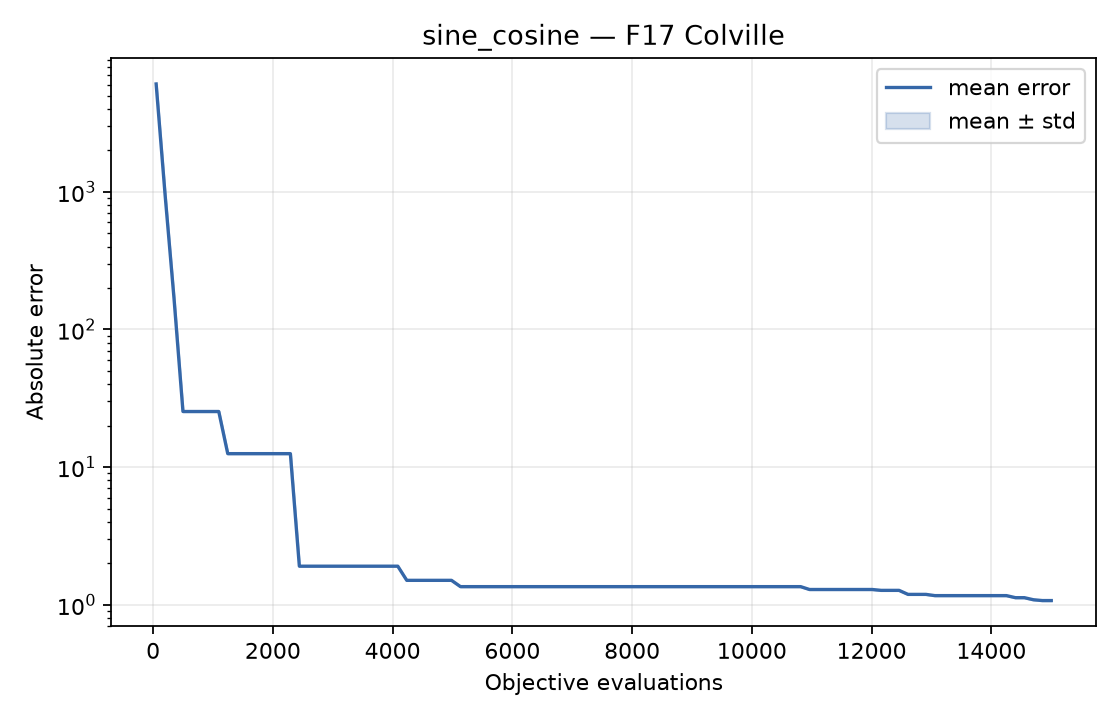 sine_cosine — F17 Colville
mean error
mean ± std
Absolute error
10³
10²
10¹
10⁰
0 2000 4000 6000 8000 10000 12000 14000
Objective evaluations